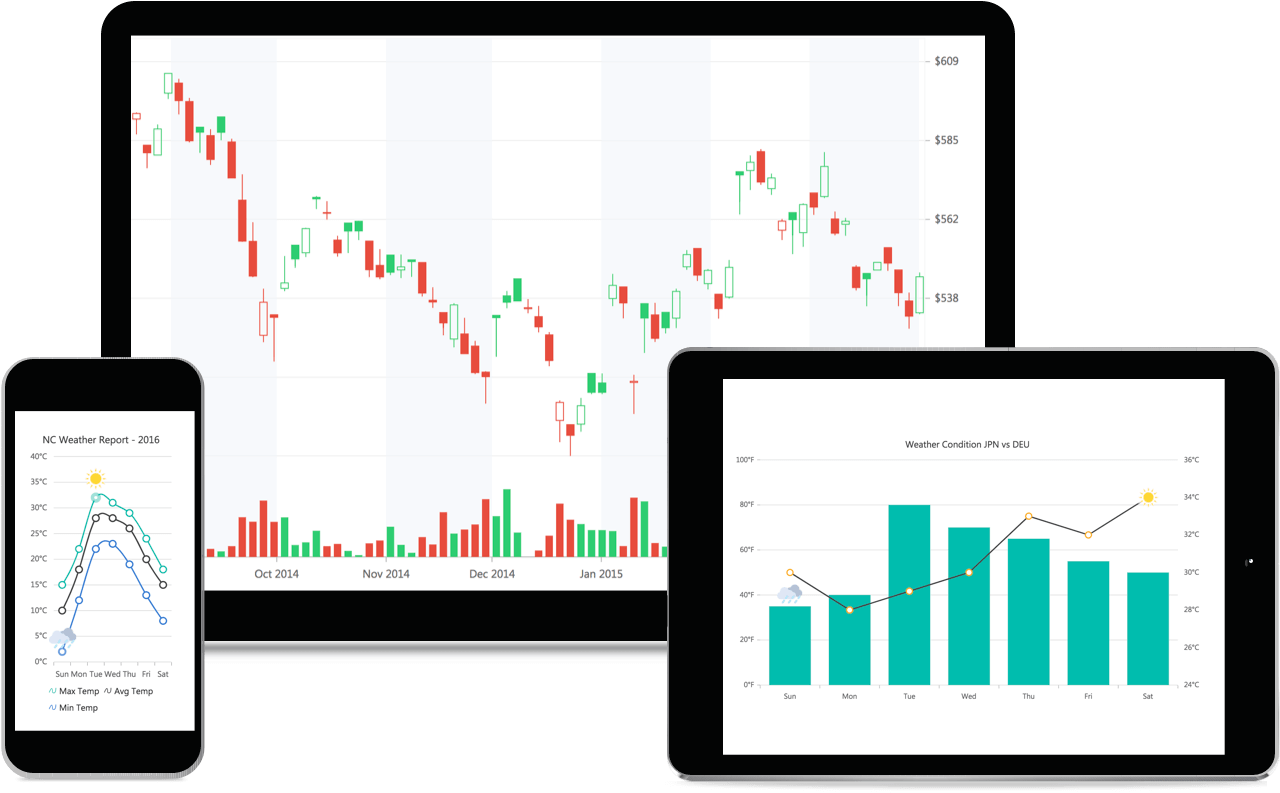 $609
$585
$562
$538
Oct 2014 Nov 2014 Dec 2014 Jan 2015
NC Weather Report - 2016
40°C
35°C
30°C
25°C
20°C
15°C
10°C
5°C
0°C
Sun Mon Tue Wed Thu Fri Sat
Max Temp Avg Temp
Min Temp
Weather Condition JPN vs DEU
100°F 36°C
80°F 34°C
32°C
60°F
30°C
40°F 28°C
20°F 26°C
0°F 24°C
Sun Mon Tue Wed Thu Fri Sat